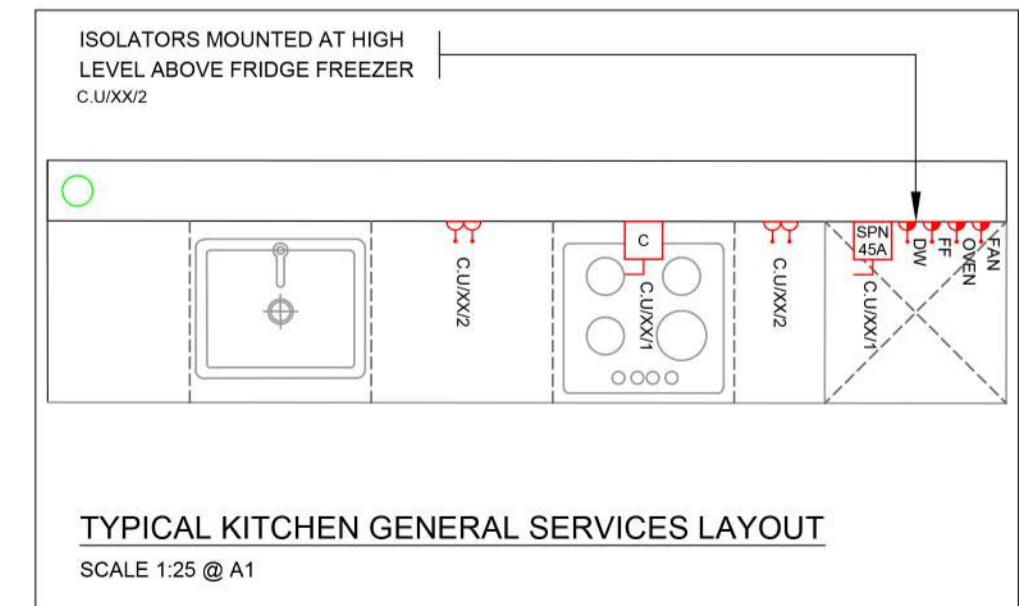 ISOLATORS MOUNTED AT HIGH
LEVEL ABOVE FRIDGE FREEZER
C.U/XX/2
C.U/XX/2
C
C.U/XX/1
C.U/XX/2
SPN
45A
C.U/XX/1
DW
FF
OVEN
FAN
TYPICAL KITCHEN GENERAL SERVICES LAYOUT
SCALE 1:25 @ A1